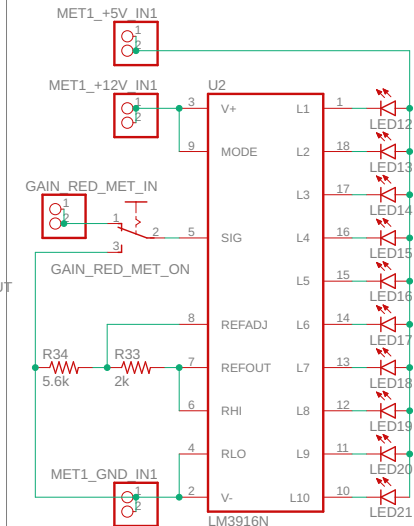 MET1_+5V_IN1
1
2
MET1_+12V_IN1
1
2
U2
3 V+ L1 1
LED12
9 MODE L2 18
LED13
L3 17
LED14
GAIN_RED_MET_IN
1
2
1
2
3
5 SIG L4 16
LED15
GAIN_RED_MET_ON
L5 15
LED16
UT
8 REFADJ L6 14
LED17
R34
5.6k
R33
2k
7 REFOUT L7 13
LED18
6 RHI L8 12
LED19
4 RLO L9 11
LED20
MET1_GND_IN1
1
2
2 V- L10 10
LED21
LM3916N